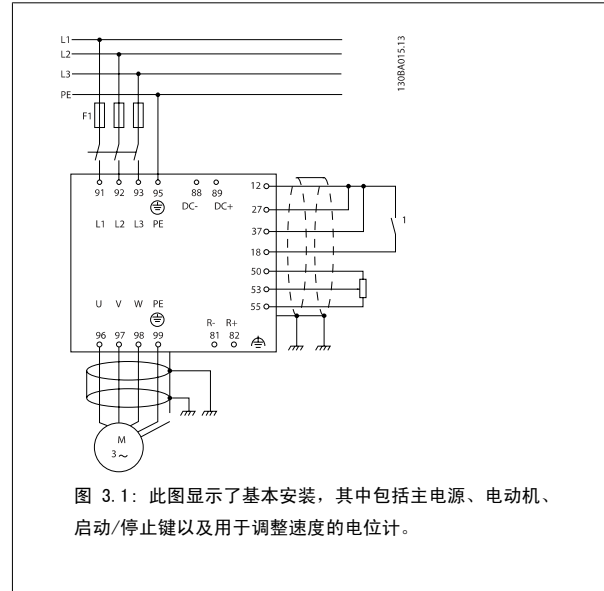 L1
L2
L3
PE
130BA015.13
F1
91 92 93 95 88 89
DC- DC+
L1 L2 L3 PE
12
27
37
18
50
53
55
1
U V W PE
R- R+
96 97 98 99 81 82
M
3~
图 3.1: 此图显示了基本安装，其中包括主电源、电动机、
启动/停止键以及用于调整速度的电位计。